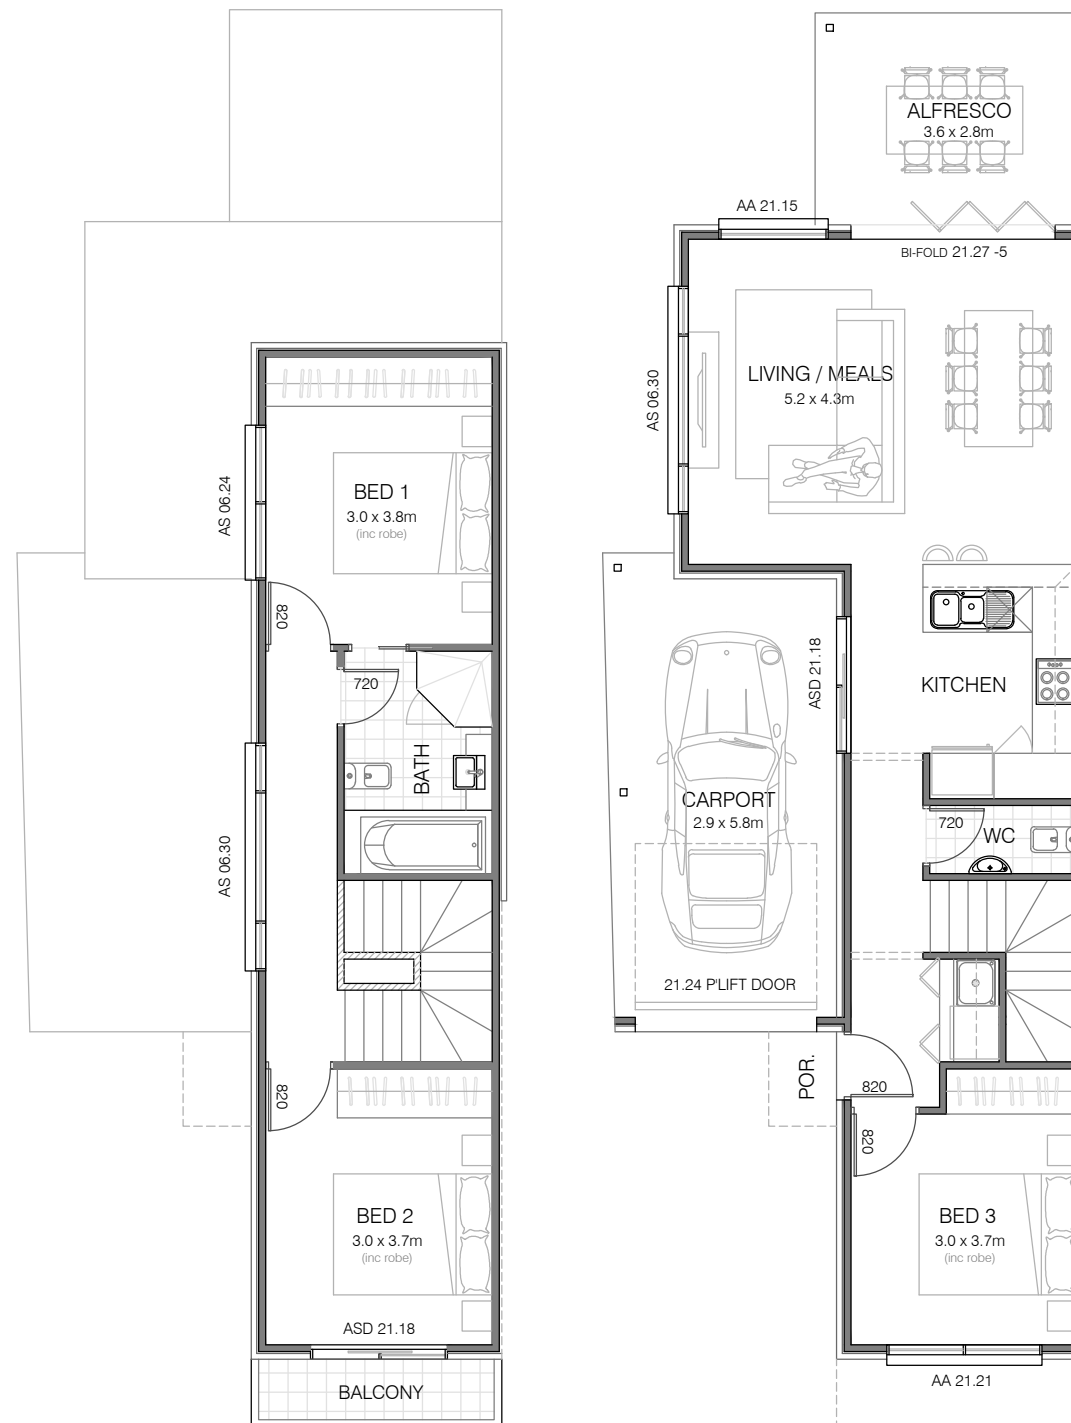 AS 06.24
BED 1
3.0 x 3.8m
(inc robe)
820
720
BATH
AS 06.30
820
BED 2
3.0 x 3.7m
(inc robe)
ASD 21.18
BALCONY
ALFRESCO
3.6 x 2.8m
AA 21.15
BI-FOLD 21.27 -5
AS 06.30
LIVING / MEALS
5.2 x 4.3m
ASD 21.18
KITCHEN
CARPORT
2.9 x 5.8m
720
WC
21.24 P'LIFT DOOR
POR.
820
820
BED 3
3.0 x 3.7m
(inc robe)
AA 21.21